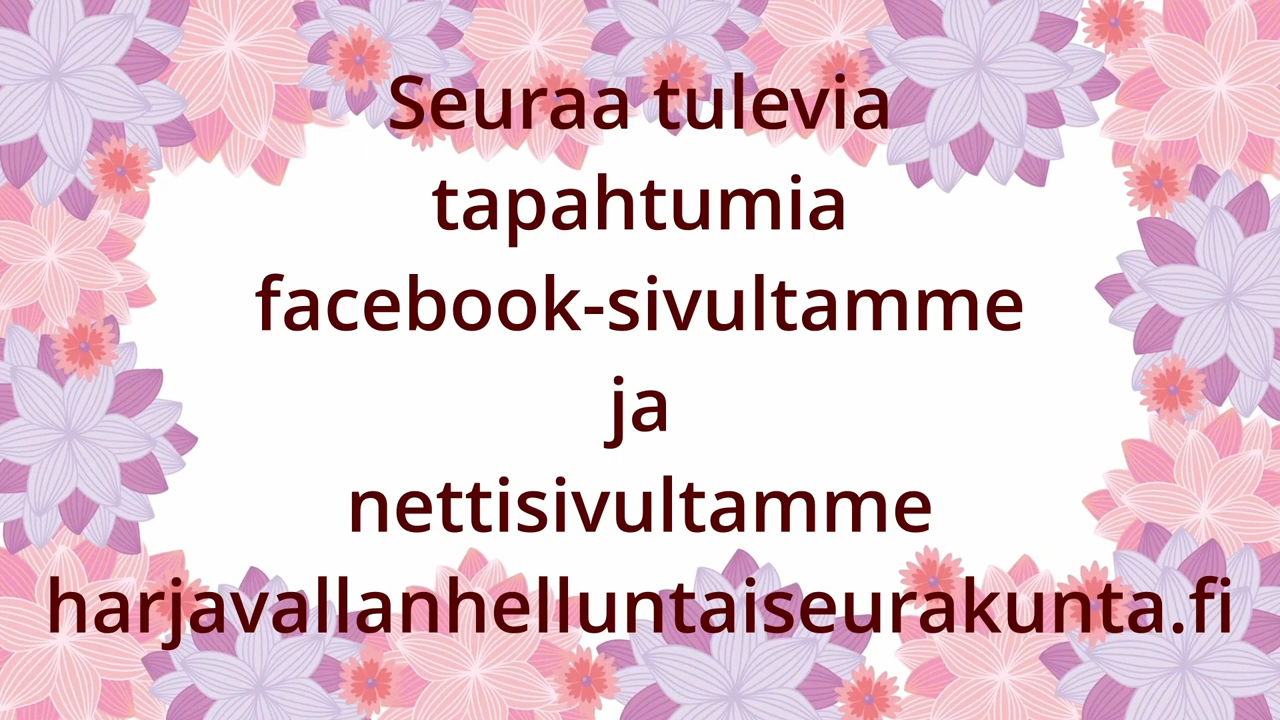 Seuraa tulevia
tapahtumia
facebook-sivultamme
ja
nettisivultamme
harjavallanhelluntaiseurakunta.fi